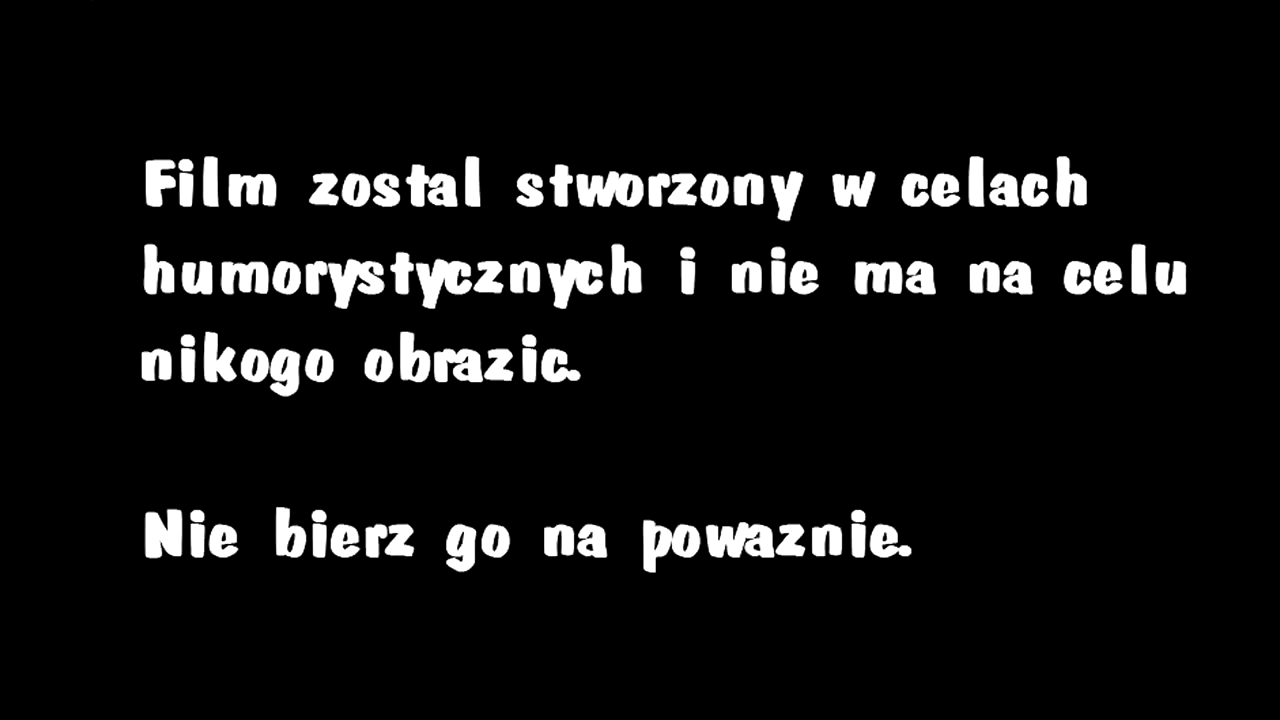 Film zostal stworzony w celach
humorystycznych i nie ma na celu
nikogo obrazic.
Nie bierz go na powaznie.